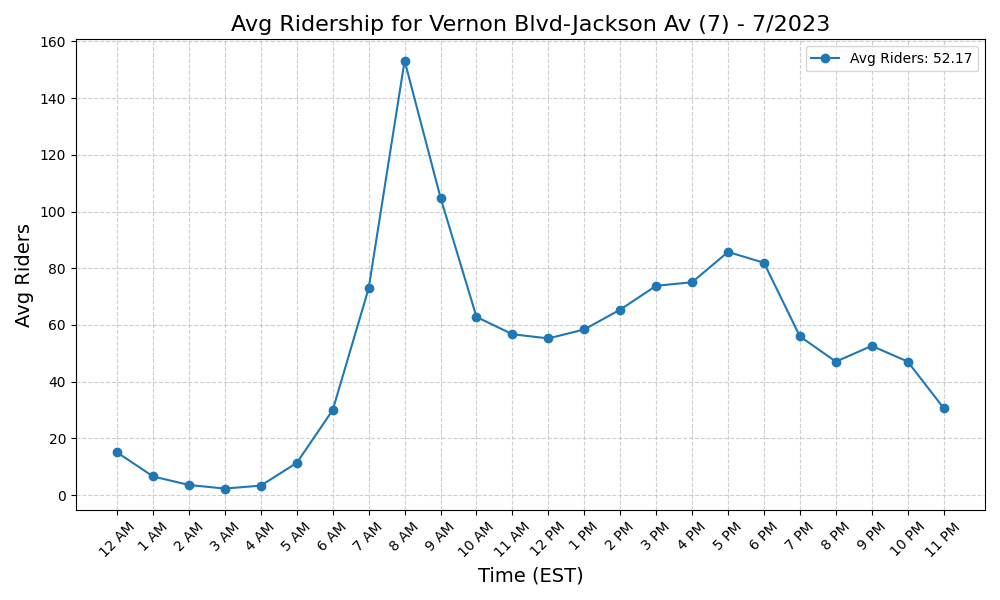 Avg Ridership for Vernon Blvd-Jackson Av (7) - 7/2023
Avg Riders: 52.17
Avg Riders
160
140
120
100
80
60
40
20
0
12 AM
1 AM
2 AM
3 AM
4 AM
5 AM
6 AM
7 AM
8 AM
9 AM
10 AM
11 AM
12 PM
1 PM
2 PM
3 PM
4 PM
5 PM
6 PM
7 PM
8 PM
9 PM
10 PM
11 PM
Time (EST)